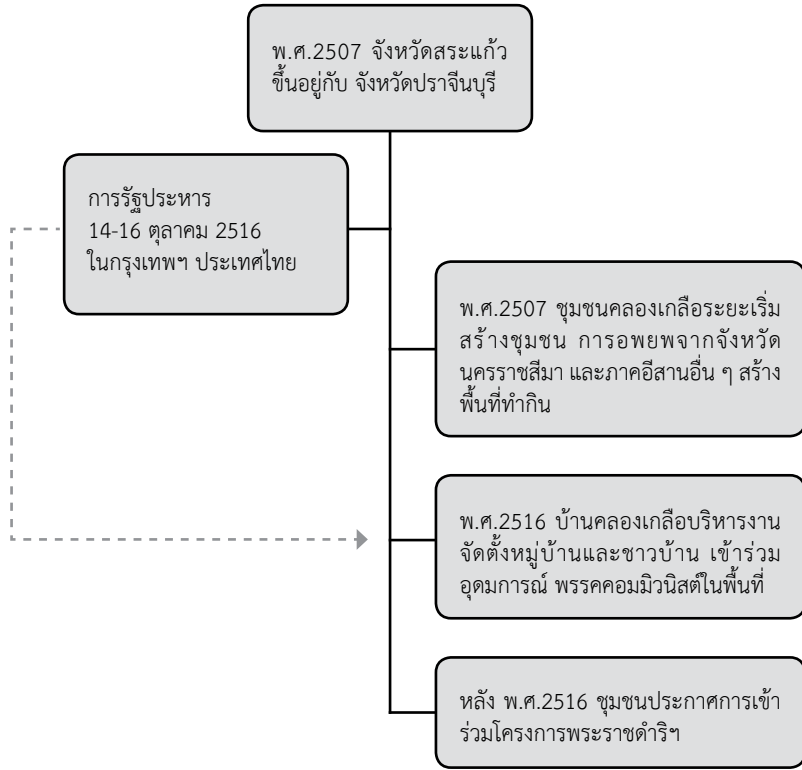 พ.ศ.2507 จังหวัดสระแก้ว
ขึ้นอยู่กับ จังหวัดปราจีนบุรี
การรัฐประหาร
14-16 ตุลาคม 2516
ในกรุงเทพฯ ประเทศไทย
พ.ศ.2507 ชุมชนคลองเกลือระยะเริ่ม
สร้างชุมชน การอพยพจากจังหวัด
นครราชสีมา และภาคอีสานอื่น ๆ สร้าง
พื้นที่ทำกิน
พ.ศ.2516 บ้านคลองเกลือบริหารงาน
จัดตั้งหมู่บ้านและชาวบ้าน เข้าร่วม
อุดมการณ์ พรรคคอมมิวนิสต์ในพื้นที่
หลัง พ.ศ.2516 ชุมชนประกาศการเข้า
ร่วมโครงการพระราชดำริฯ